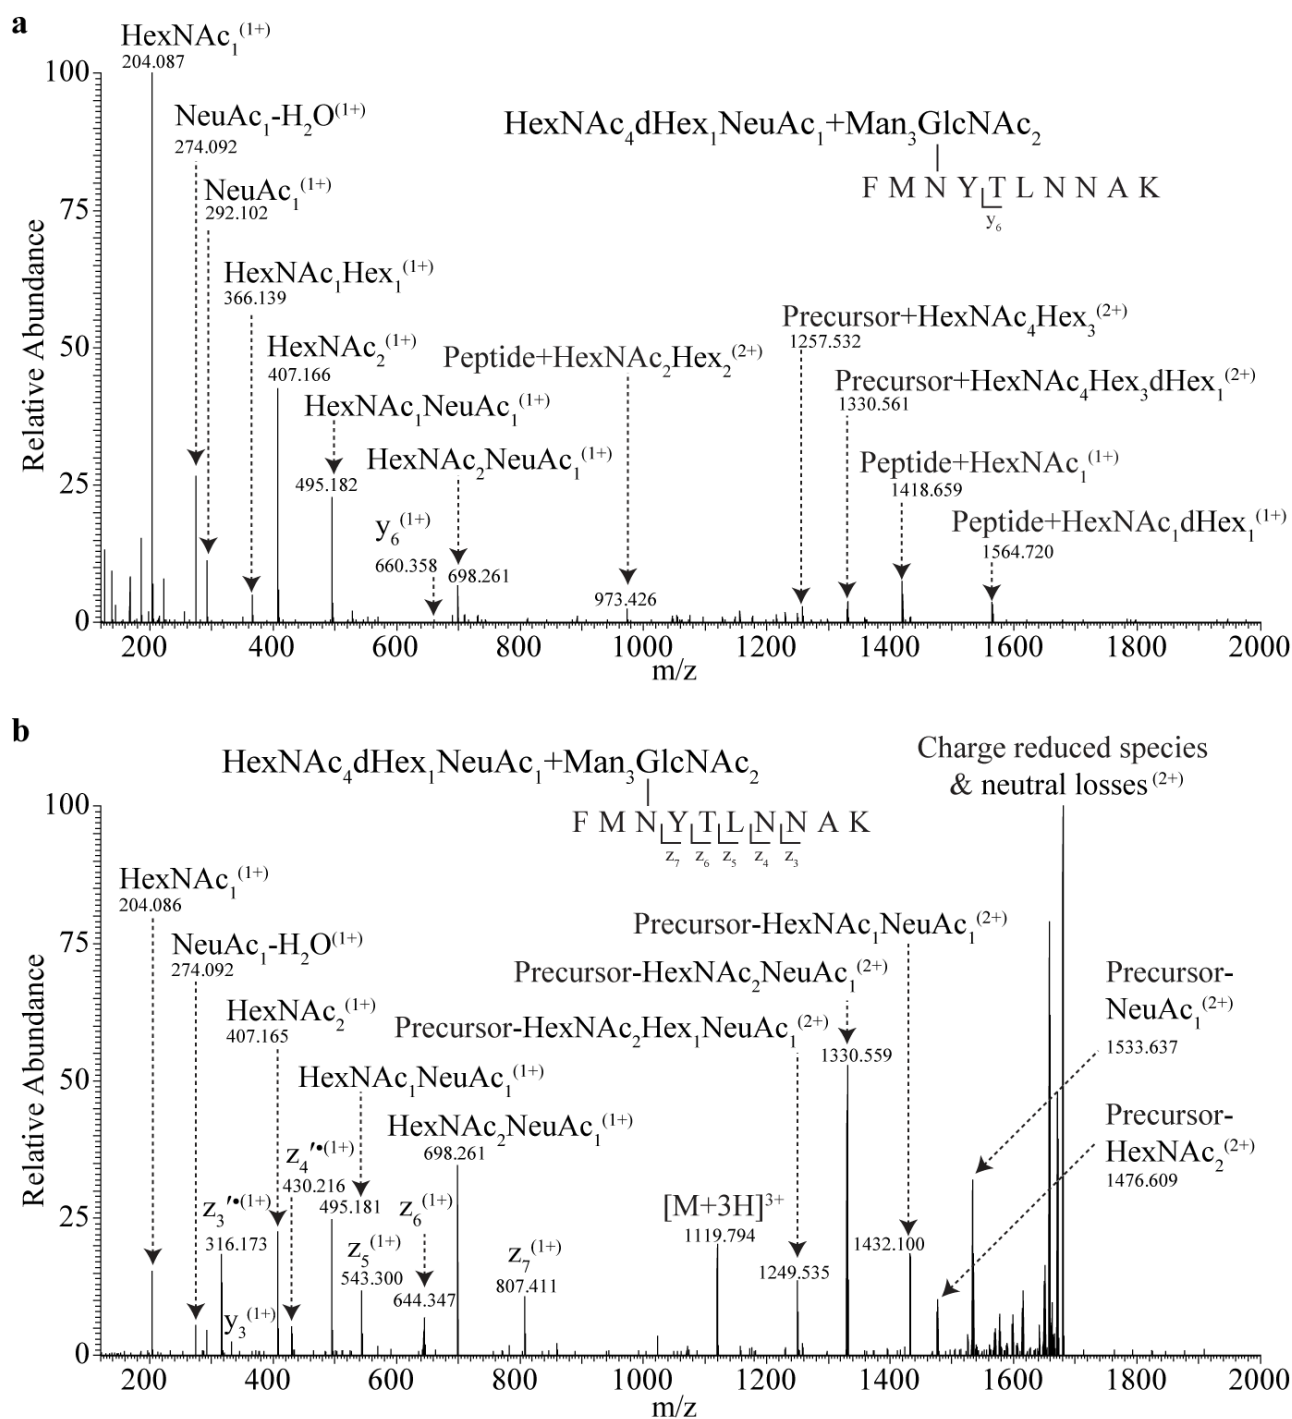 a
HexNAc₁⁽¹⁺⁾
204.087
NeuAc₁-H₂O⁽¹⁺⁾
274.092
NeuAc₁⁽¹⁺⁾
292.102
HexNAc₁Hex₁⁽¹⁺⁾
366.139
HexNAc₂⁽¹⁺⁾
407.166
HexNAc₁NeuAc₁⁽¹⁺⁾
495.182
HexNAc₂NeuAc₁⁽¹⁺⁾
698.261
y₆⁽¹⁺⁾
660.358
Peptide+HexNAc₂Hex₂⁽²⁺⁾
973.426
HexNAc₄dHex₁NeuAc₁+Man₃GlcNAc₂
F M N Y T L N N A K
y₆
Precursor+HexNAc₄Hex₃⁽²⁺⁾
1257.532
Precursor+HexNAc₄Hex₃dHex₁⁽²⁺⁾
1330.561
Peptide+HexNAc₁⁽¹⁺⁾
1418.659
Peptide+HexNAc₁dHex₁⁽¹⁺⁾
1564.720
Relative Abundance
100
75
50
25
0
200 400 600 800 1000 1200 1400 1600 1800 2000
m/z
b
HexNAc₄dHex₁NeuAc₁+Man₃GlcNAc₂
F M N Y T L N N A K
z₇ z₆ z₅ z₄ z₃
Charge reduced species
& neutral losses⁽²⁺⁾
HexNAc₁⁽¹⁺⁾
204.086
NeuAc₁-H₂O⁽¹⁺⁾
274.092
HexNAc₂⁽¹⁺⁾
407.165
HexNAc₁NeuAc₁⁽¹⁺⁾
495.181
HexNAc₂NeuAc₁⁽¹⁺⁾
698.261
z₄′•⁽¹⁺⁾
430.216
z₃′•⁽¹⁺⁾
316.173
y₃⁽¹⁺⁾
z₅⁽¹⁺⁾
543.300
z₆⁽¹⁺⁾
644.347
z₇⁽¹⁺⁾
807.411
[M+3H]³⁺
1119.794
Precursor-HexNAc₁NeuAc₁⁽²⁺⁾
1432.100
Precursor-HexNAc₂NeuAc₁⁽²⁺⁾
1330.559
Precursor-HexNAc₂Hex₁NeuAc₁⁽²⁺⁾
1249.535
Precursor-
NeuAc₁⁽²⁺⁾
1533.637
Precursor-
HexNAc₂⁽²⁺⁾
1476.609
Relative Abundance
100
75
50
25
0
200 400 600 800 1000 1200 1400 1600 1800 2000
m/z